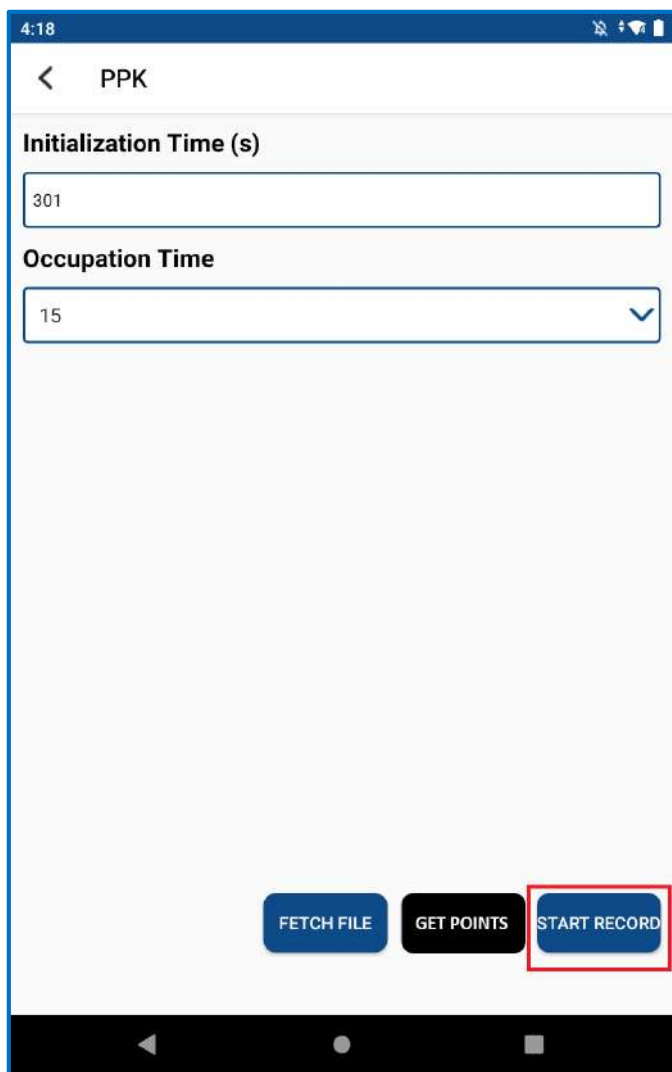 4:18
PPK
Initialization Time (s)
301
Occupation Time
15
FETCH FILE GET POINTS START RECORD